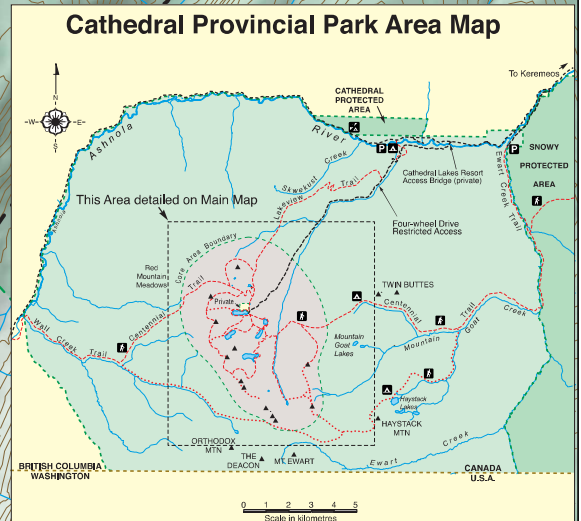 Cathedral Provincial Park Area Map
To Keremeos
N
W
E
S
CATHEDRAL
PROTECTED
AREA
Ashnola
River
P
P
SNOWY
PROTECTED
AREA
Cathedral Lakes Resort
Access Bridge (private)
Ewart Creek Trail
Skwekust Creek
Lakeview Trail
This Area detailed on Main Map
Four-wheel Drive
Restricted Access
Core Area Boundary
Red
Mountain
Meadows
Private
TWIN BUTTES
Centennial Trail
Centennial Trail
Wall Creek Trail
Mountain
Goat
Lakes
Mountain Goat Creek
Haystack
Lakes
HAYSTACK
MTN
ORTHODOX
MTN
THE
DEACON
MT. EWART
Ewart Creek
BRITISH COLUMBIA
WASHINGTON
CANADA
U.S.A.
0 1 2 3 4 5
Scale in kilometres